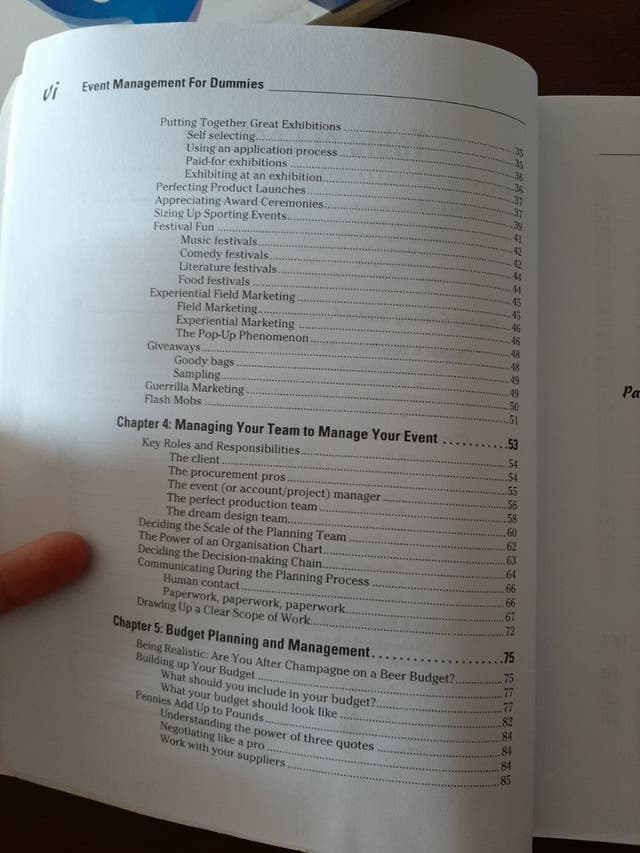 vi Event Management For Dummies
Putting Together Great Exhibitions ........ 35
Self selecting ........ 35
Using an application process ........ 36
Paid-for exhibitions ........ 36
Exhibiting at an exhibition ........ 37
Perfecting Product Launches ........ 37
Appreciating Award Ceremonies ........ 39
Sizing Up Sporting Events ........ 41
Festival Fun ........ 42
Music festivals ........ 42
Comedy festivals ........ 44
Literature festivals ........ 44
Food festivals ........ 45
Experiential Field Marketing ........ 45
Field Marketing ........ 46
Experiential Marketing ........ 46
The Pop-Up Phenomenon ........ 48
Giveaways ........ 48
Goody bags ........ 49
Sampling ........ 49
Guerrilla Marketing ........ 50
Flash Mobs ........ 51
Chapter 4: Managing Your Team to Manage Your Event ........ 53
Key Roles and Responsibilities ........ 54
The client ........ 54
The procurement pros ........ 55
The event (or account/project) manager ........ 56
The perfect production team ........ 58
The dream design team ........ 60
Deciding the Scale of the Planning Team ........ 62
The Power of an Organisation Chart ........ 63
Deciding the Decision-making Chain ........ 64
Communicating During the Planning Process ........ 66
Human contact ........ 66
Paperwork, paperwork, paperwork ........ 67
Drawing Up a Clear Scope of Work ........ 72
Chapter 5: Budget Planning and Management ........ 75
Being Realistic: Are You After Champagne on a Beer Budget? ........ 75
Building up Your Budget ........ 77
What should you include in your budget? ........ 77
What your budget should look like ........ 82
Pennies Add Up to Pounds ........ 84
Understanding the power of three quotes ........ 84
Negotiating like a pro ........ 84
Work with your suppliers ........ 85
Pa